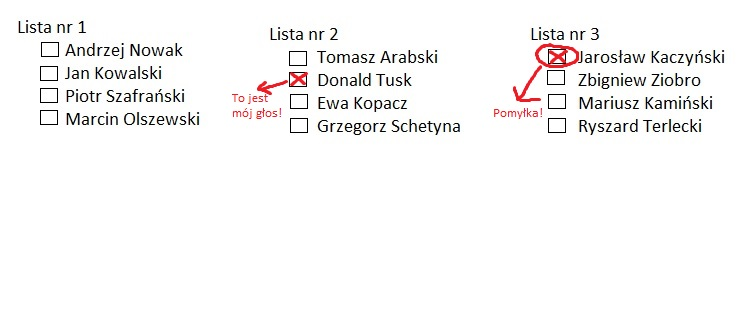 Lista nr 1
Andrzej Nowak
Jan Kowalski
Piotr Szafrański
Marcin Olszewski
Lista nr 2
Tomasz Arabski
Donald Tusk
Ewa Kopacz
Grzegorz Schetyna
To jest
mój głos!
Lista nr 3
Jarosław Kaczyński
Zbigniew Ziobro
Mariusz Kamiński
Ryszard Terlecki
Pomyłka!